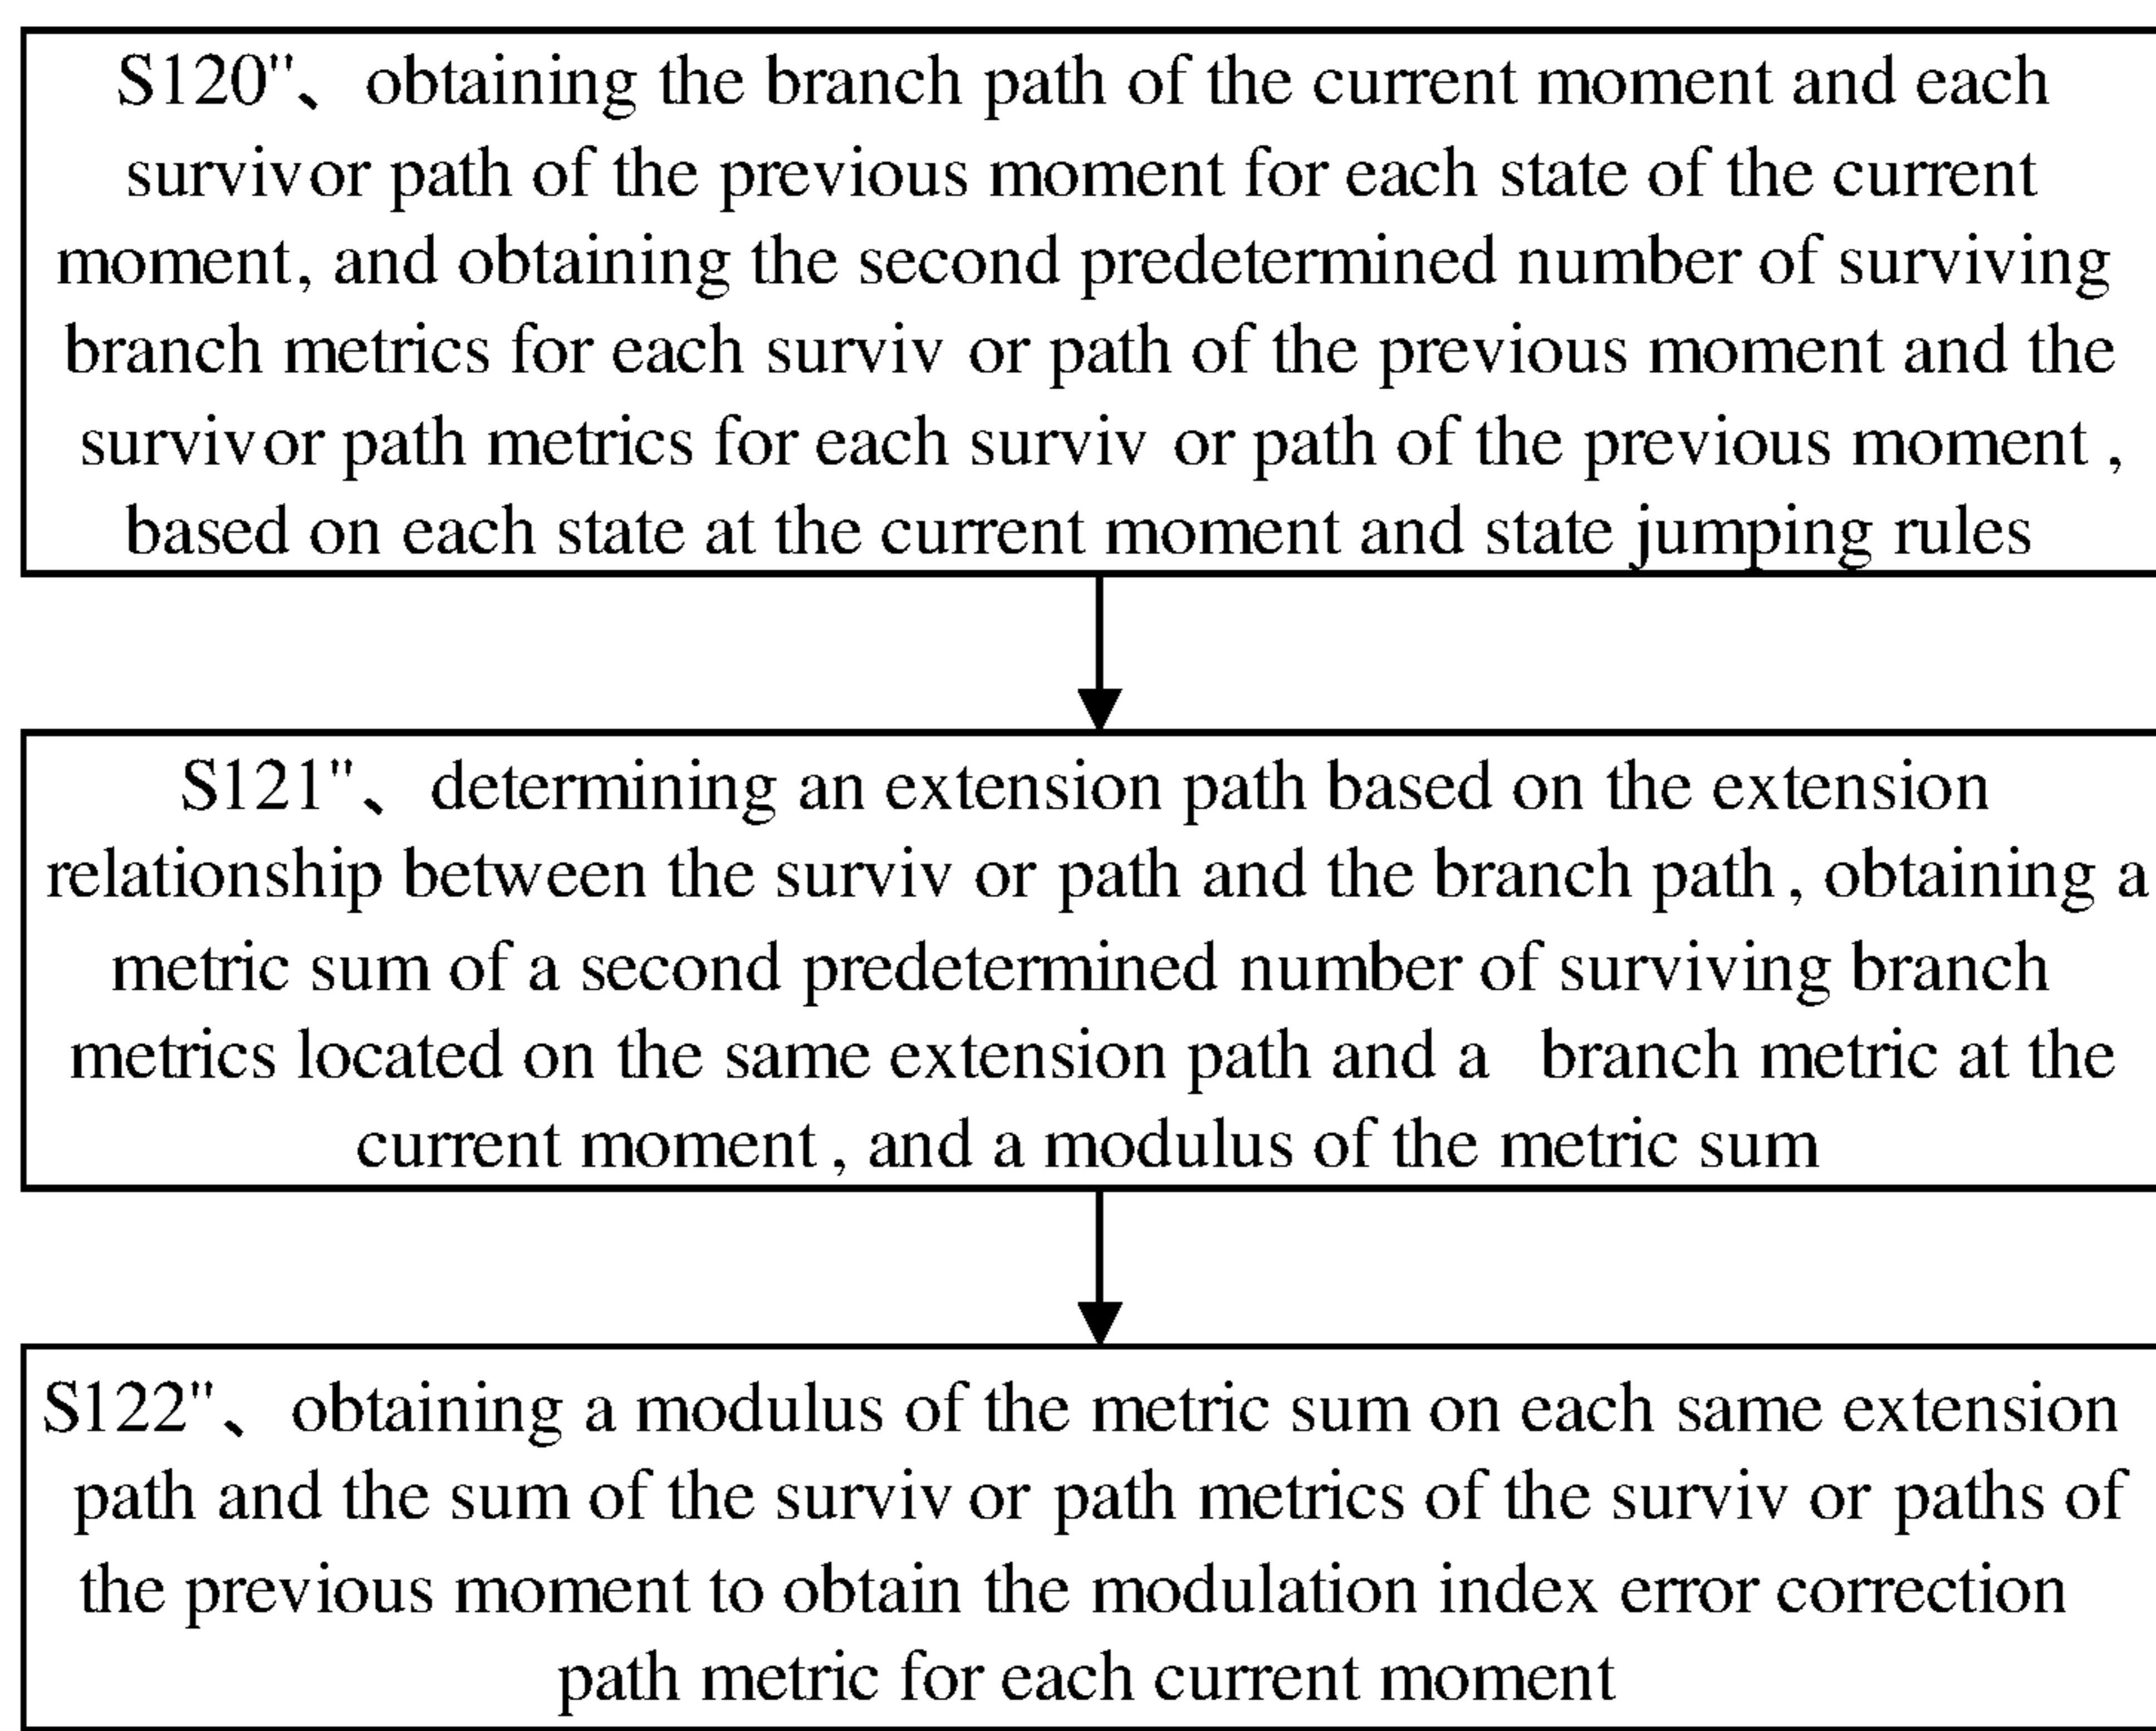 S120"、 obtaining the branch path of the current moment and each
survivor path of the previous moment for each state of the current
moment, and obtaining the second predetermined number of surviving
branch metrics for each surviv or path of the previous moment and the
survivor path metrics for each surviv or path of the previous moment ,
based on each state at the current moment and state jumping rules
S121"、 determining an extension path based on the extension
relationship between the surviv or path and the branch path , obtaining a
metric sum of a second predetermined number of surviving branch
metrics located on the same extension path and a branch metric at the
current moment , and a modulus of the metric sum
S122"、 obtaining a modulus of the metric sum on each same extension
path and the sum of the surviv or path metrics of the surviv or paths of
the previous moment to obtain the modulation index error correction
path metric for each current moment